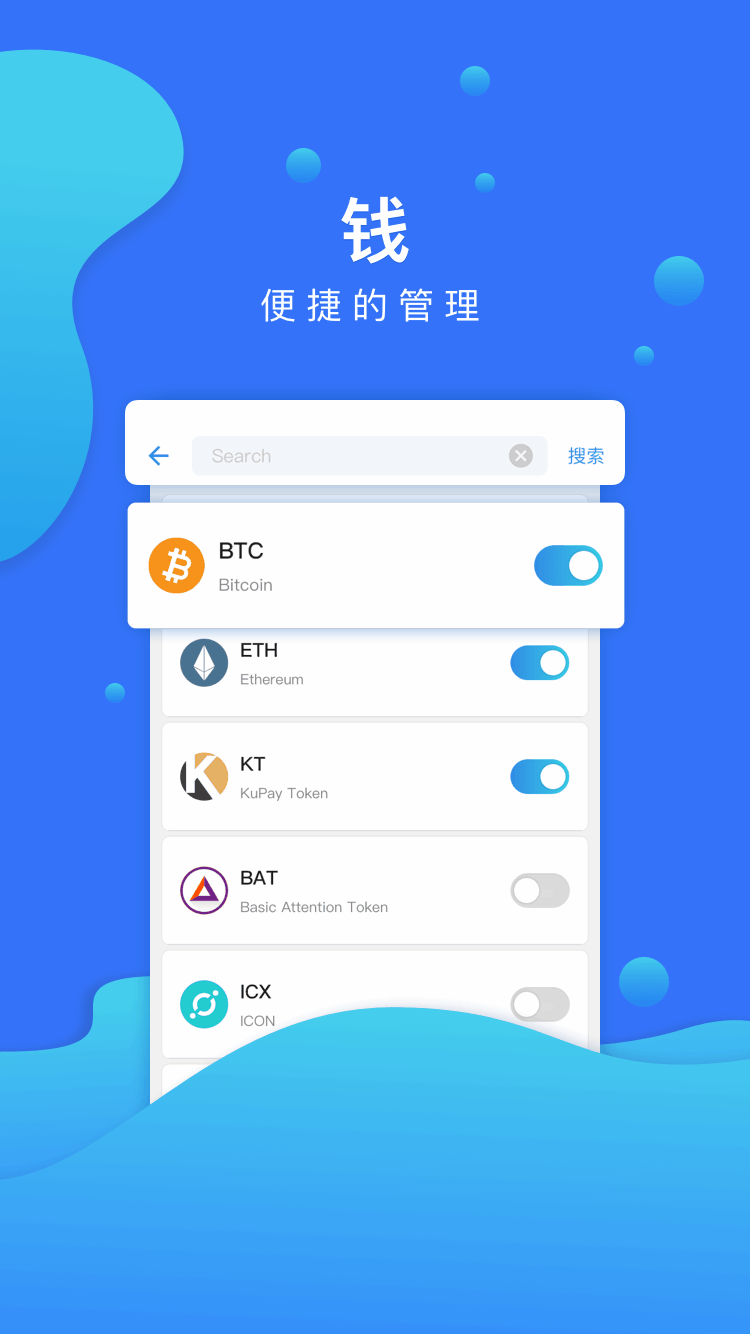 钱
便捷的管理
Search
搜索
BTC
Bitcoin
ETH
Ethereum
KT
KuPay Token
BAT
Basic Attention Token
ICX
ICON